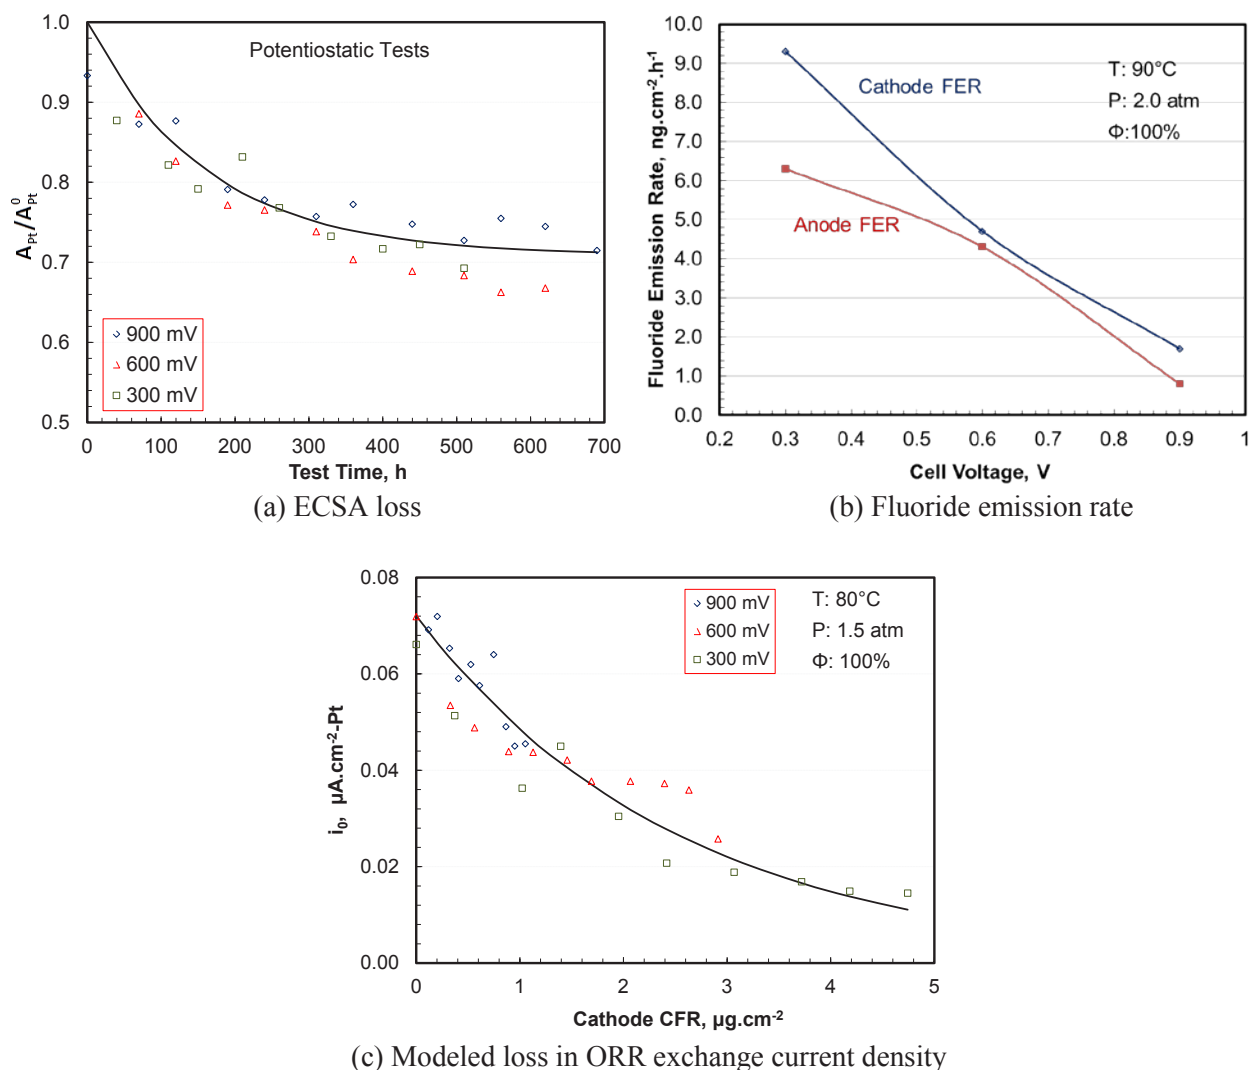 Potentiostatic Tests
A_Pt/A⁰_Pt
1.0
0.9
0.8
0.7
0.6
0.5
900 mV
600 mV
300 mV
0 100 200 300 400 500 600 700
Test Time, h
(a) ECSA loss
Fluoride Emission Rate, ng.cm⁻².h⁻¹
10.0
9.0
8.0
7.0
6.0
5.0
4.0
3.0
2.0
1.0
0.0
Cathode FER
Anode FER
T: 90°C
P: 2.0 atm
Φ:100%
0.2 0.3 0.4 0.5 0.6 0.7 0.8 0.9 1
Cell Voltage, V
(b) Fluoride emission rate
i₀, µA.cm⁻²-Pt
0.08
0.06
0.04
0.02
0.00
900 mV
600 mV
300 mV
T: 80°C
P: 1.5 atm
Φ: 100%
0 1 2 3 4 5
Cathode CFR, µg.cm⁻²
(c) Modeled loss in ORR exchange current density